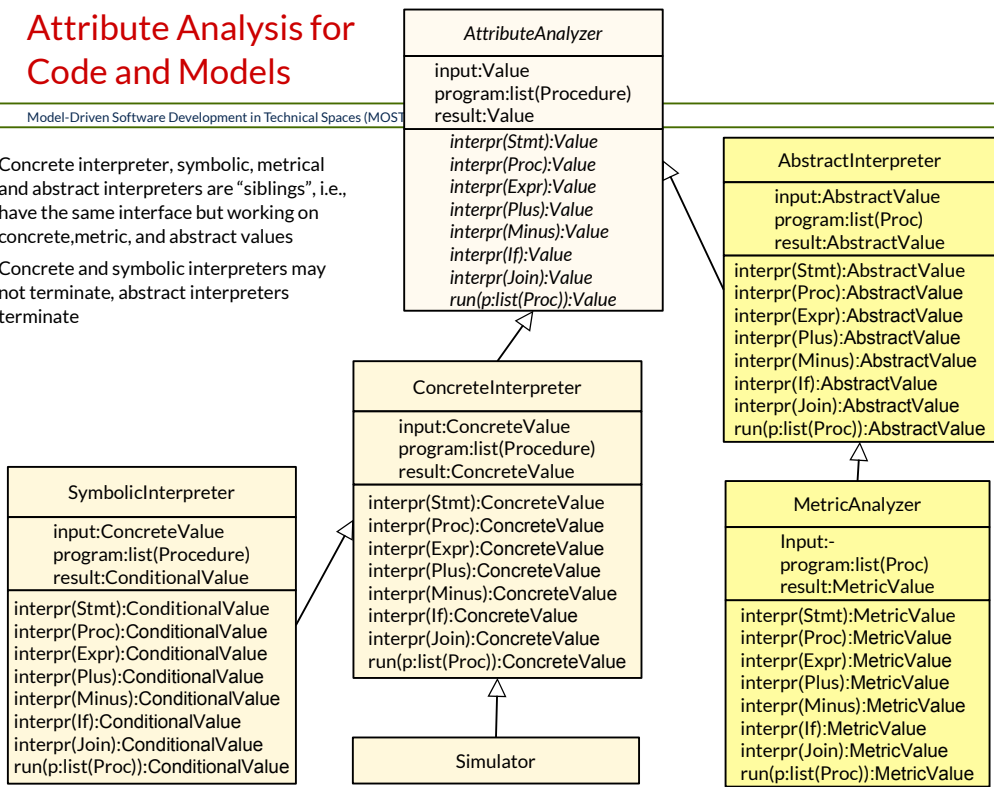 Attribute Analysis for
Code and Models
Model-Driven Software Development in Technical Spaces (MOST
Concrete interpreter, symbolic, metrical
and abstract interpreters are “siblings”, i.e.,
have the same interface but working on
concrete,metric, and abstract values
Concrete and symbolic interpreters may
not terminate, abstract interpreters
terminate
AttributeAnalyzer
input:Value
program:list(Procedure)
result:Value
interpr(Stmt):Value
interpr(Proc):Value
interpr(Expr):Value
interpr(Plus):Value
interpr(Minus):Value
interpr(If):Value
interpr(Join):Value
run(p:list(Proc)):Value
AbstractInterpreter
input:AbstractValue
program:list(Proc)
result:AbstractValue
interpr(Stmt):AbstractValue
interpr(Proc):AbstractValue
interpr(Expr):AbstractValue
interpr(Plus):AbstractValue
interpr(Minus):AbstractValue
interpr(If):AbstractValue
interpr(Join):AbstractValue
run(p:list(Proc)):AbstractValue
ConcreteInterpreter
input:ConcreteValue
program:list(Procedure)
result:ConcreteValue
interpr(Stmt):ConcreteValue
interpr(Proc):ConcreteValue
interpr(Expr):ConcreteValue
interpr(Plus):ConcreteValue
interpr(Minus):ConcreteValue
interpr(If):ConcreteValue
interpr(Join):ConcreteValue
run(p:list(Proc)):ConcreteValue
SymbolicInterpreter
input:ConcreteValue
program:list(Procedure)
result:ConditionalValue
interpr(Stmt):ConditionalValue
interpr(Proc):ConditionalValue
interpr(Expr):ConditionalValue
interpr(Plus):ConditionalValue
interpr(Minus):ConditionalValue
interpr(If):ConditionalValue
interpr(Join):ConditionalValue
run(p:list(Proc)):ConditionalValue
Simulator
MetricAnalyzer
Input:-
program:list(Proc)
result:MetricValue
interpr(Stmt):MetricValue
interpr(Proc):MetricValue
interpr(Expr):MetricValue
interpr(Plus):MetricValue
interpr(Minus):MetricValue
interpr(If):MetricValue
interpr(Join):MetricValue
run(p:list(Proc)):MetricValue